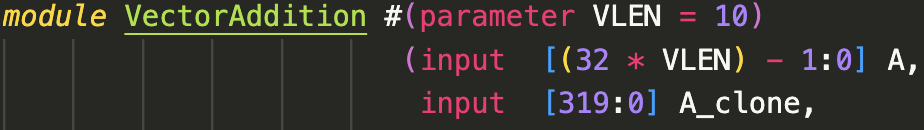 module VectorAddition #(parameter VLEN = 10)
(input [(32 * VLEN) - 1:0] A,
input [319:0] A_clone,